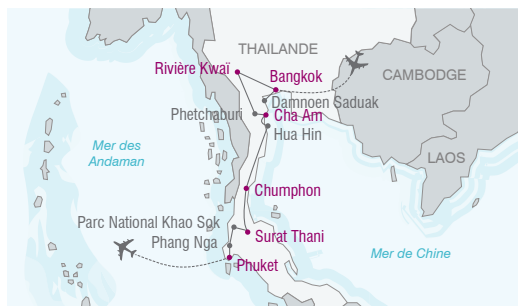 THAILANDE
CAMBODGE
Rivière Kwaï
Bangkok
Damnoen Saduak
Phetchaburi
Cha Am
Hua Hin
Mer des
Andaman
LAOS
Chumphon
Parc National Khao Sok
Phang Nga
Surat Thani
Mer de Chine
Phuket